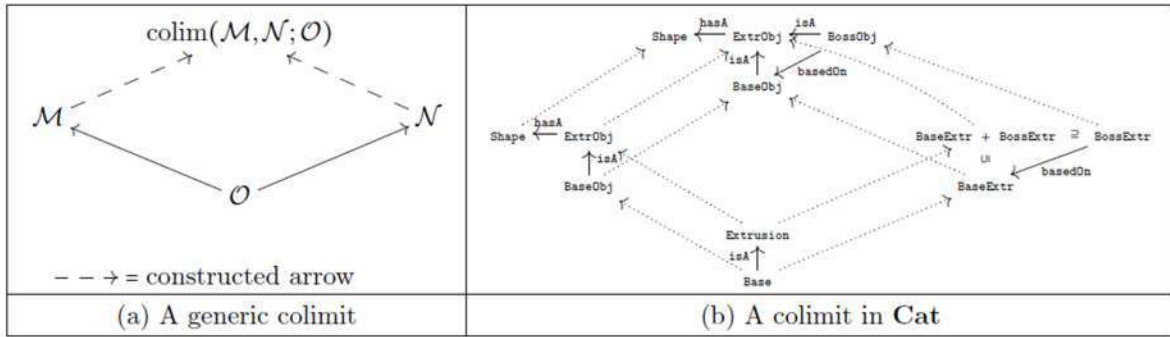 colim(ℳ, 𝒩; 𝒪)
ℳ
𝒩
𝒪
– – → = constructed arrow
(a) A generic colimit
Shape hasA ExtrObj isA BossObj
isA
basedOn
BaseObj
Shape hasA ExtrObj
isA
BaseObj
BaseExtr + BossExtr ⊇ BossExtr
⊆
basedOn
BaseExtr
Extrusion
isA
Base
(b) A colimit in Cat